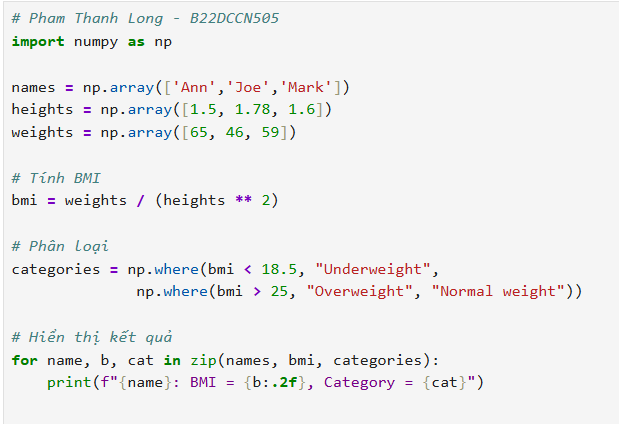 # Pham Thanh Long - B22DCCN505
import numpy as np

names = np.array(['Ann','Joe','Mark'])
heights = np.array([1.5, 1.78, 1.6])
weights = np.array([65, 46, 59])

# Tính BMI
bmi = weights / (heights ** 2)

# Phân loại
categories = np.where(bmi < 18.5, "Underweight",
              np.where(bmi > 25, "Overweight", "Normal weight"))

# Hiển thị kết quả
for name, b, cat in zip(names, bmi, categories):
    print(f"{name}: BMI = {b:.2f}, Category = {cat}")